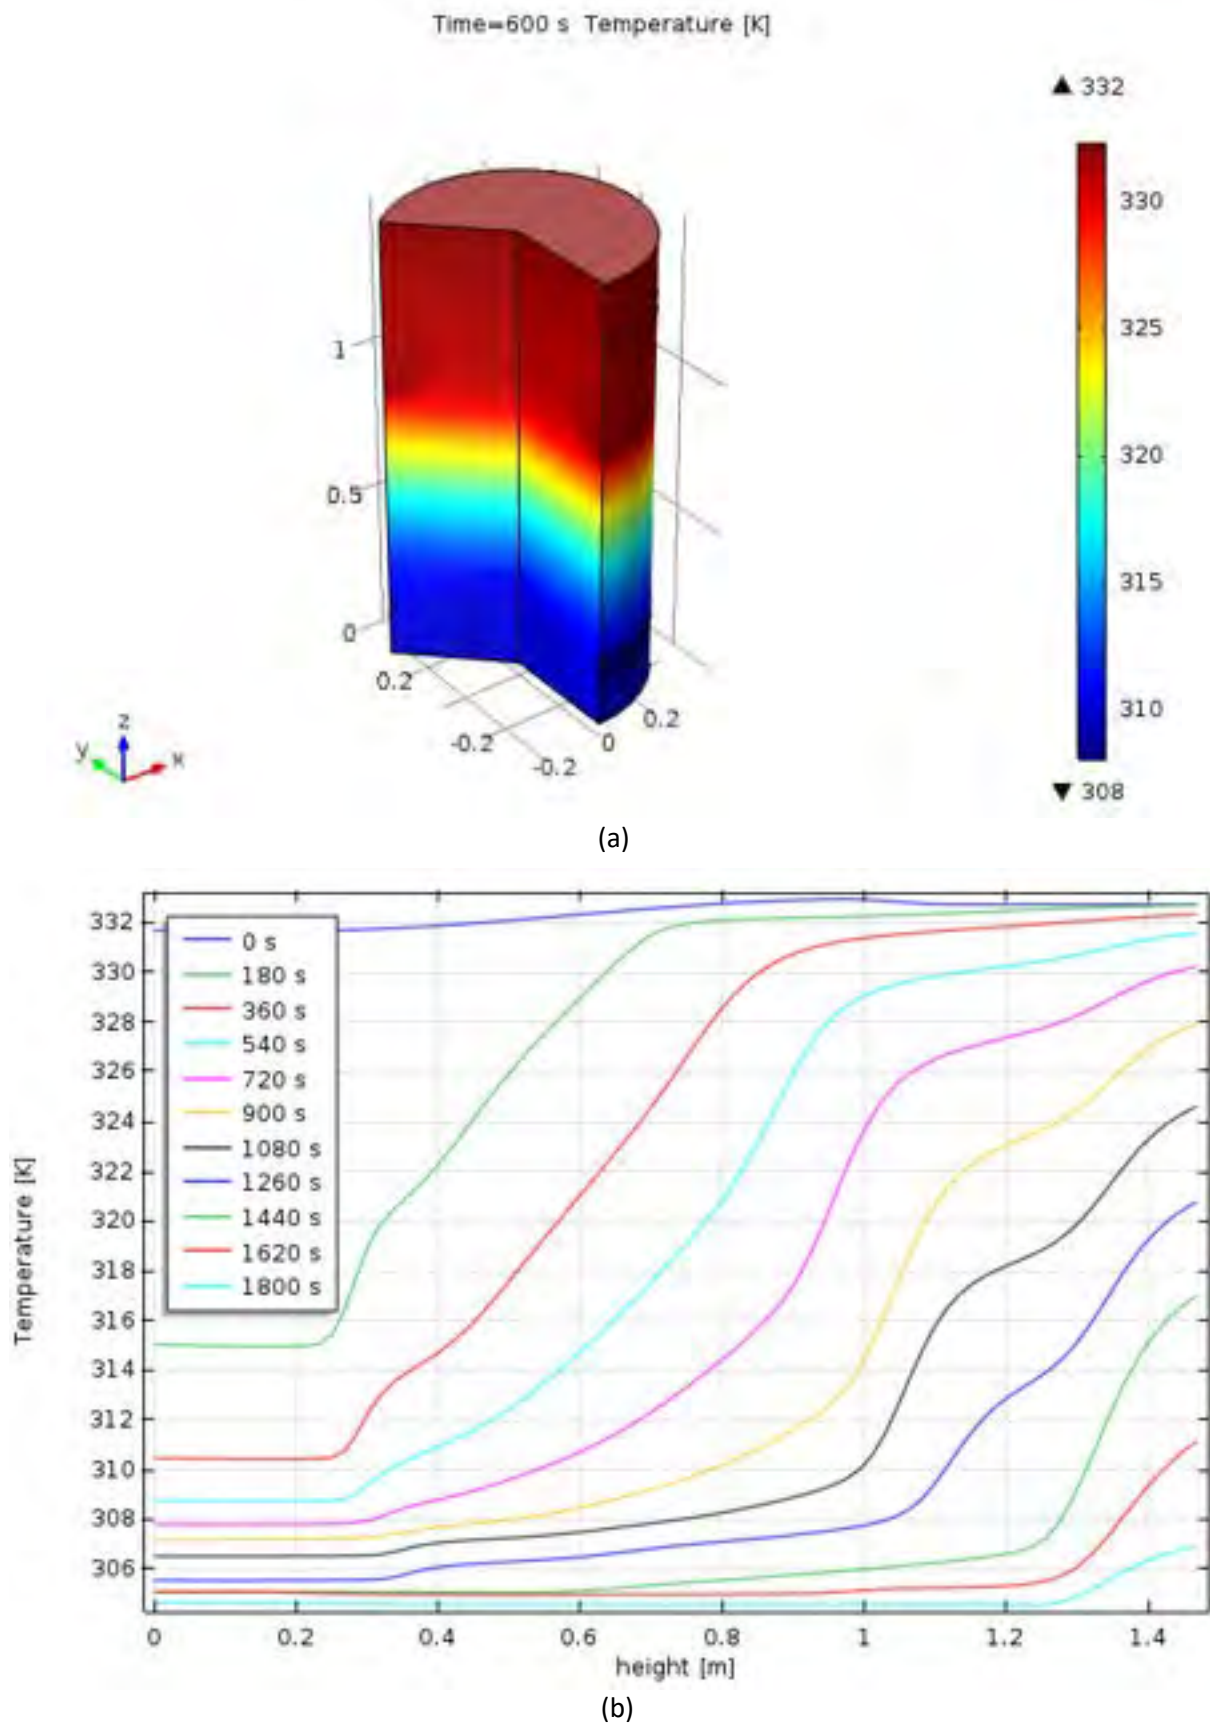 Time=600 s Temperature [K]
▲ 332
330
325
320
315
310
▼ 308
1
0.5
0
0.2
-0.2
-0.2
0
0.2
z
y
x
(a)
332
330
328
326
324
322
320
318
316
314
312
310
308
306
Temperature [K]
0 s
180 s
360 s
540 s
720 s
900 s
1080 s
1260 s
1440 s
1620 s
1800 s
0 0.2 0.4 0.6 0.8 1 1.2 1.4
height [m]
(b)